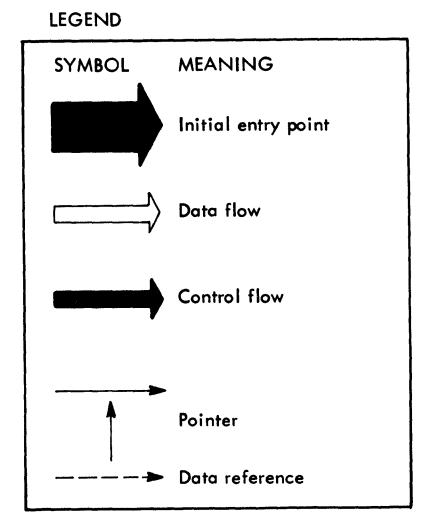 LEGEND
SYMBOL MEANING
Initial entry point
Data flow
Control flow
Pointer
Data reference